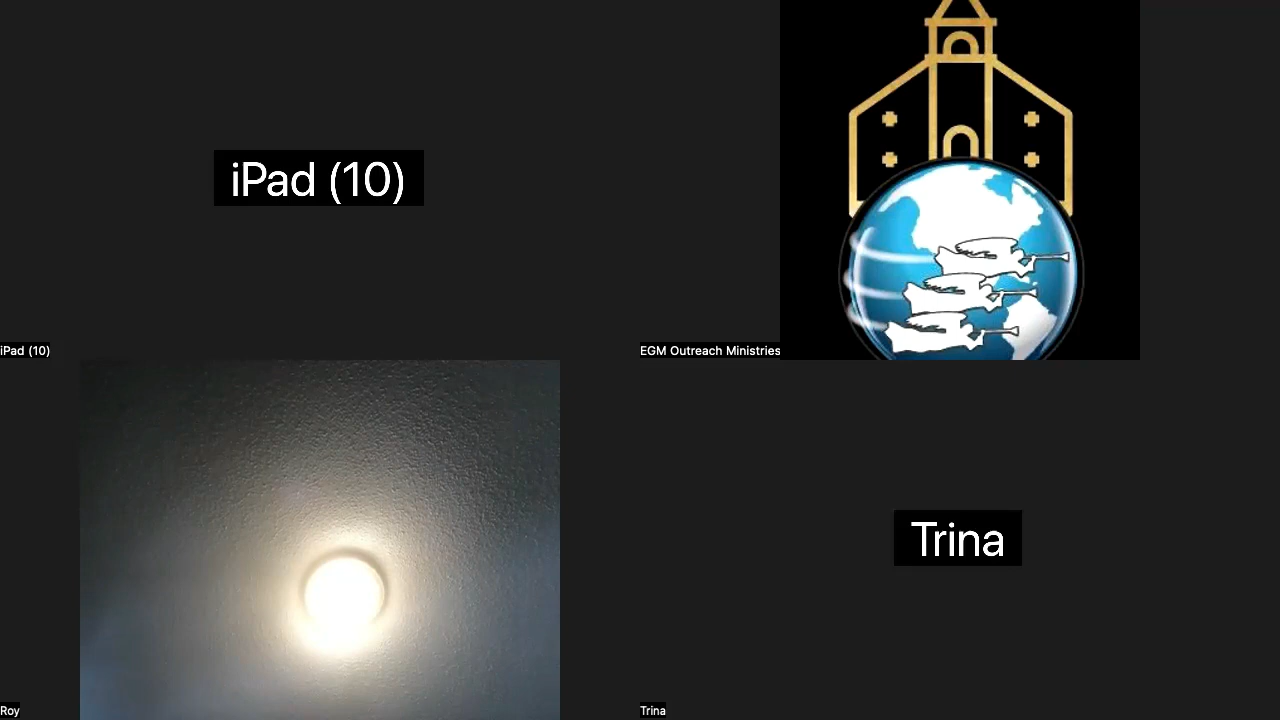 iPad (10)
iPad (10)
EGM Outreach Ministries
Trina
Roy
Trina